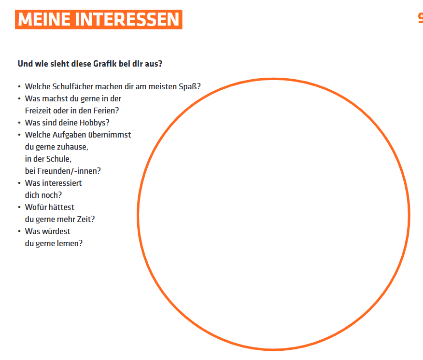 MEINE INTERESSEN
Und wie sieht diese Grafik bei dir aus?
• Welche Schulfächer machen dir am meisten Spaß?
• Was machst du gerne in der
Freizeit oder in den Ferien?
• Was sind deine Hobbys?
• Welche Aufgaben übernimmst
du gerne zuhause,
in der Schule,
bei Freunden/-innen?
• Was interessiert
dich noch?
• Wofür hättest
du gerne mehr Zeit?
• Was würdest
du gerne lernen?